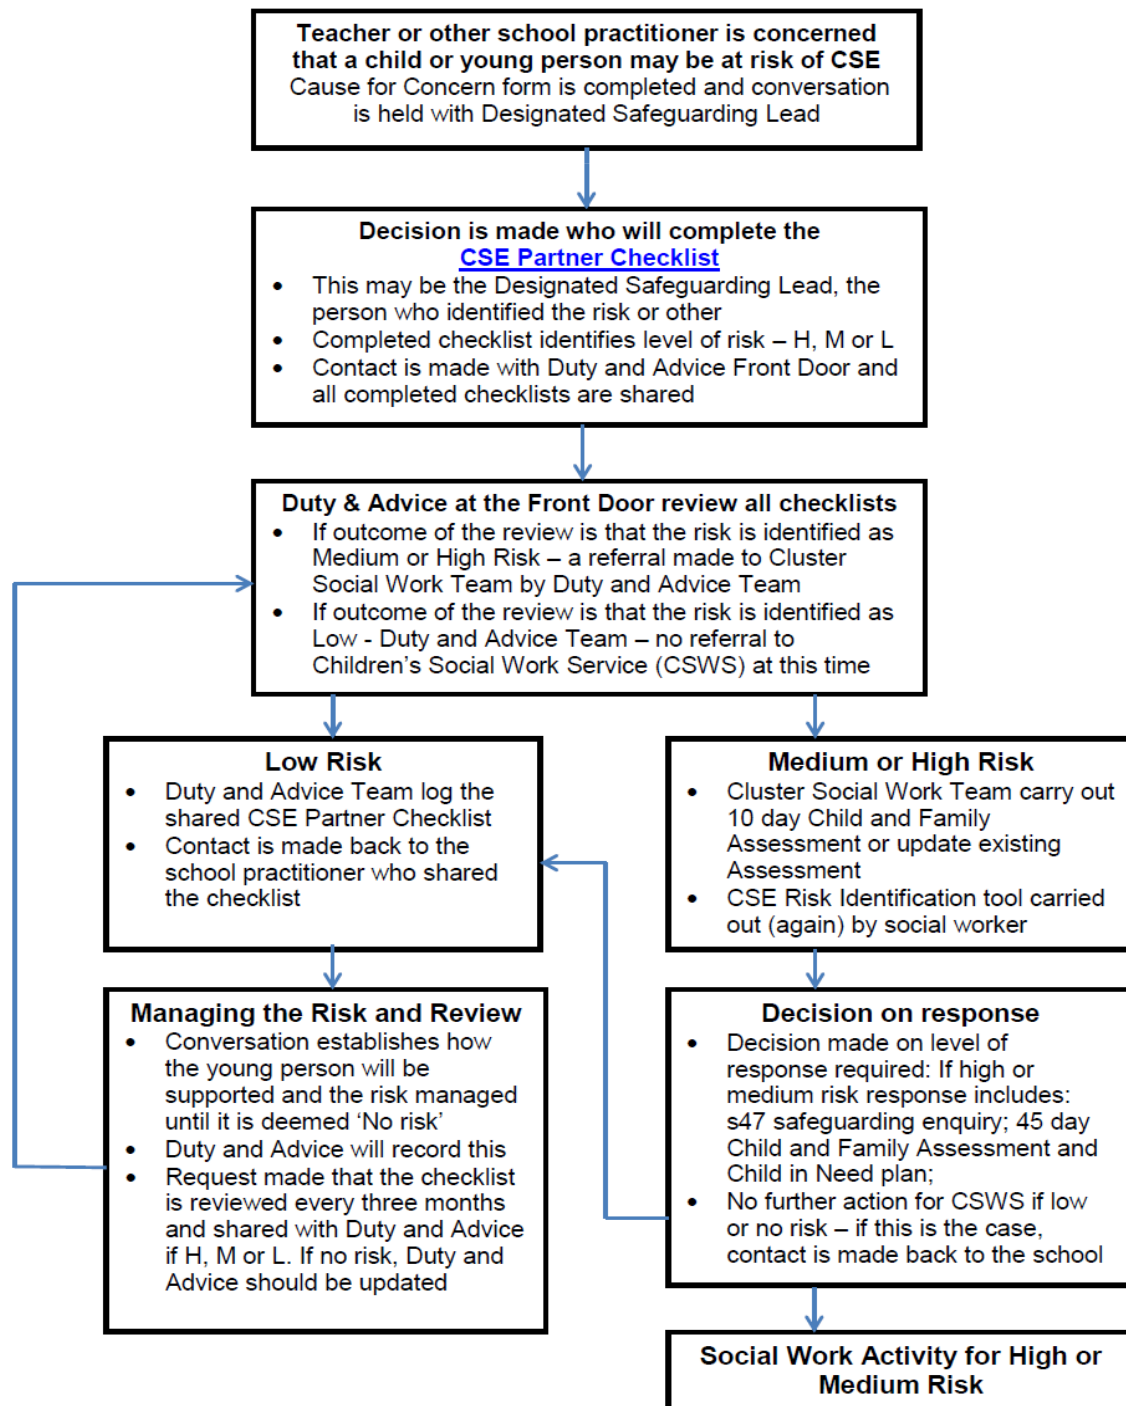 Teacher or other school practitioner is concerned
that a child or young person may be at risk of CSE
Cause for Concern form is completed and conversation
is held with Designated Safeguarding Lead
Decision is made who will complete the
CSE Partner Checklist
• This may be the Designated Safeguarding Lead, the
person who identified the risk or other
• Completed checklist identifies level of risk – H, M or L
• Contact is made with Duty and Advice Front Door and
all completed checklists are shared
Duty & Advice at the Front Door review all checklists
• If outcome of the review is that the risk is identified as
Medium or High Risk – a referral made to Cluster
Social Work Team by Duty and Advice Team
• If outcome of the review is that the risk is identified as
Low - Duty and Advice Team – no referral to
Children's Social Work Service (CSWS) at this time
Low Risk
• Duty and Advice Team log the
shared CSE Partner Checklist
• Contact is made back to the
school practitioner who shared
the checklist
Medium or High Risk
• Cluster Social Work Team carry out
10 day Child and Family
Assessment or update existing
Assessment
• CSE Risk Identification tool carried
out (again) by social worker
Managing the Risk and Review
• Conversation establishes how
the young person will be
supported and the risk managed
until it is deemed 'No risk'
• Duty and Advice will record this
• Request made that the checklist
is reviewed every three months
and shared with Duty and Advice
if H, M or L. If no risk, Duty and
Advice should be updated
Decision on response
• Decision made on level of
response required: If high or
medium risk response includes:
s47 safeguarding enquiry; 45 day
Child and Family Assessment and
Child in Need plan;
• No further action for CSWS if low
or no risk – if this is the case,
contact is made back to the school
Social Work Activity for High or
Medium Risk